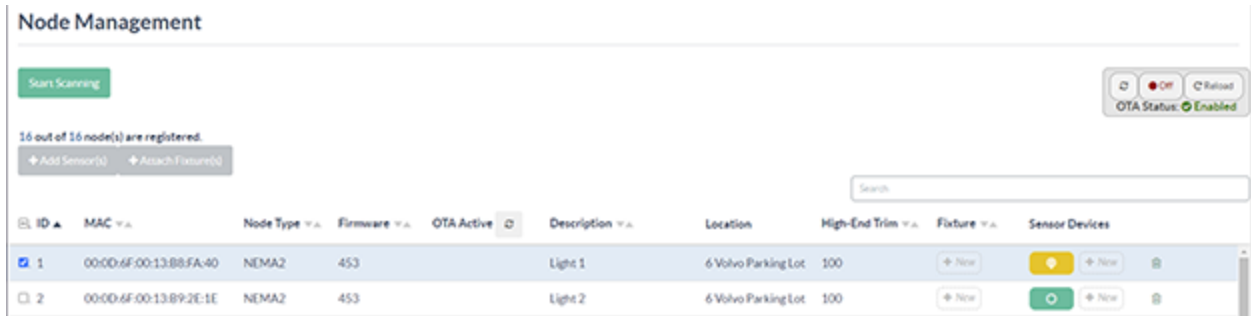 Node Management
Start Scanning
Off Reload
OTA Status: Enabled
16 out of 16 node(s) are registered.
+ Add Sensor(s) + Attach Fixture(s)
Search
ID MAC Node Type Firmware OTA Active Description Location High-End Trim Fixture Sensor Devices
1 00:0D:6F:00:13:B8:FA:40 NEMA2 453 Light 1 6 Volvo Parking Lot 100 + New + New
2 00:0D:6F:00:13:B9:2E:1E NEMA2 453 Light 2 6 Volvo Parking Lot 100 + New + New